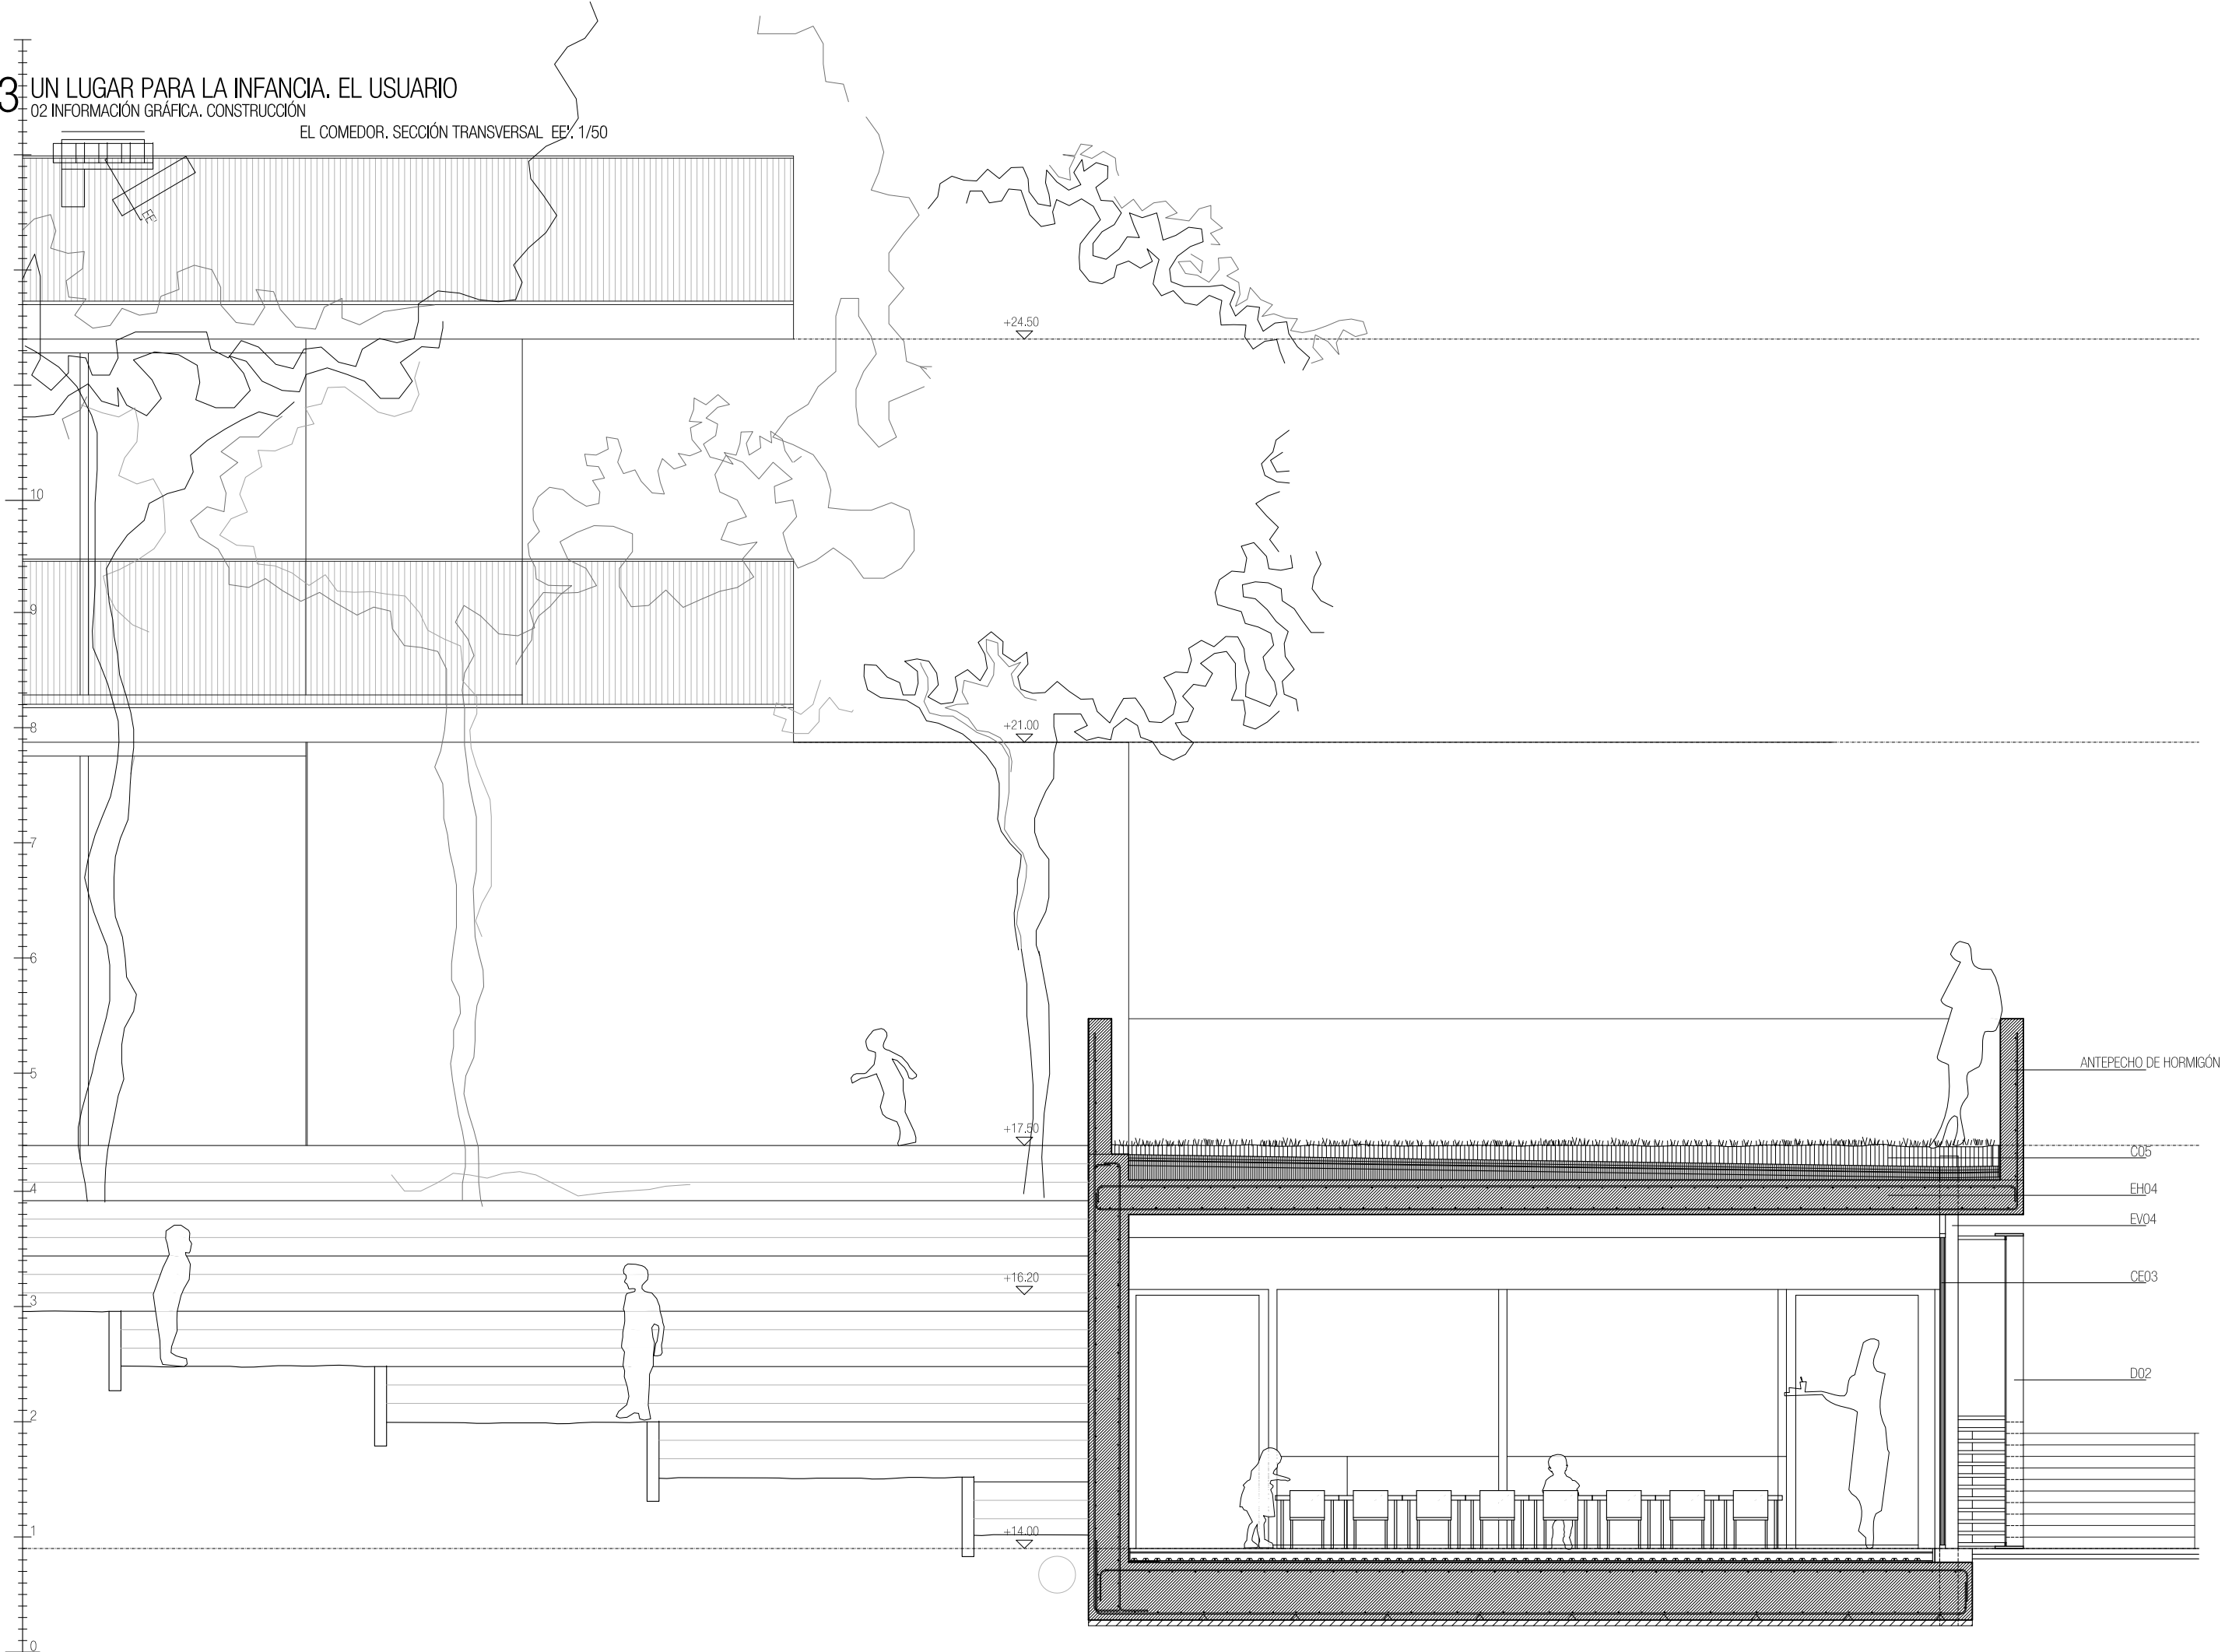 3 UN LUGAR PARA LA INFANCIA. EL USUARIO
02 INFORMACIÓN GRÁFICA. CONSTRUCCIÓN
EL COMEDOR. SECCIÓN TRANSVERSAL EE'. 1/50
EE'
+24.50
10
9
8
+21.00
7
6
5
ANTEPECHO DE HORMIGÓN
+17.50
C05
4
EH04
EV04
+16.20
CE03
3
D02
2
1
+14.00
0